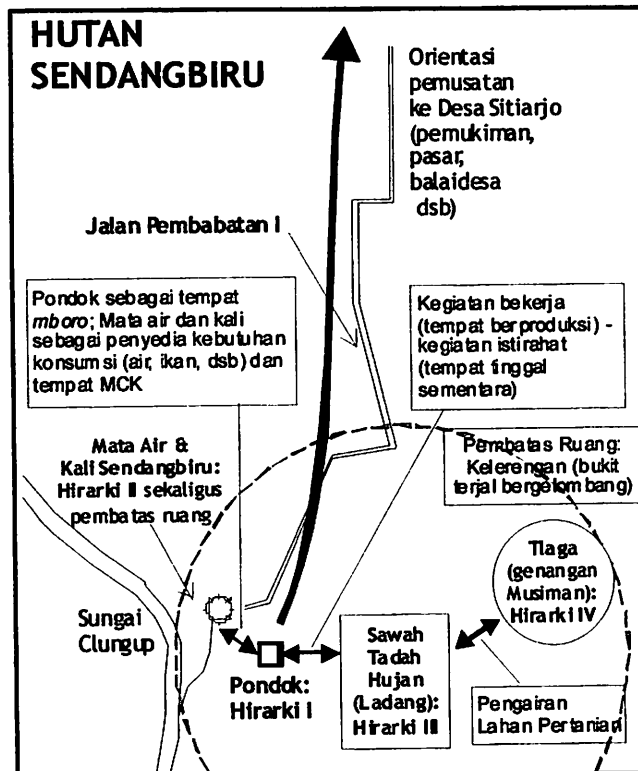 HUTAN
SENDANGBIRU
Orientasi
pemusatan
ke Desa Sitiarjo
(pemukiman,
pasar,
balaidesa
dsb)
Jalan Pembabatan I
Pondok sebagai tempat
mboro; Mata air dan kali
sebagai penyedia kebutuhan
konsumsi (air, ikan, dsb) dan
tempat MCK
Kegiatan bekerja
(tempat berproduksi) -
kegiatan istirahat
(tempat tinggal
sementara)
Mata Air &
Kali Sendangbiru:
Hirarki II sekaligus
pembatas ruang
Pembatas Ruang:
Kelerengan (bukit
terjal bergelombang)
Tlaga
(genangan
Musiman):
Hirarki IV
Sungai
Clungup
Sawah
Tadah
Hujan
(Ladang):
Hirarki III
Pondok:
Hirarki I
Pengairan
Lahan Pertanian